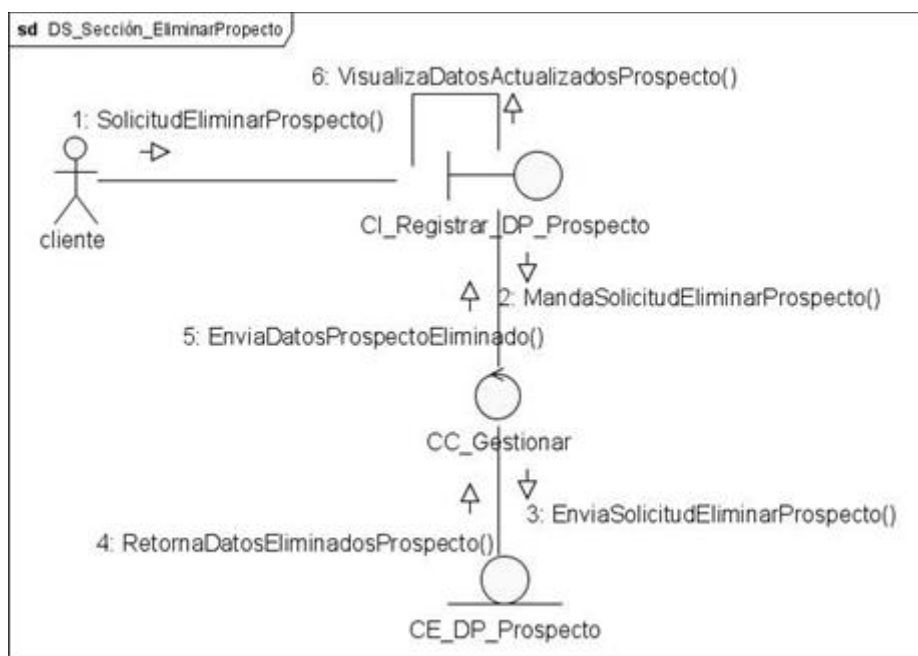 sd DS_Sección_EliminarPropecto
6: VisualizaDatosActualizadosProspecto()
1: SolicitudEliminarProspecto()
cliente
CI_Registrar_DP_Prospecto
2: MandaSolicitudEliminarProspecto()
5: EnviaDatosProspectoEliminado()
CC_Gestionar
3: EnviaSolicitudEliminarProspecto()
4: RetornaDatosEliminadosProspecto()
CE_DP_Prospecto